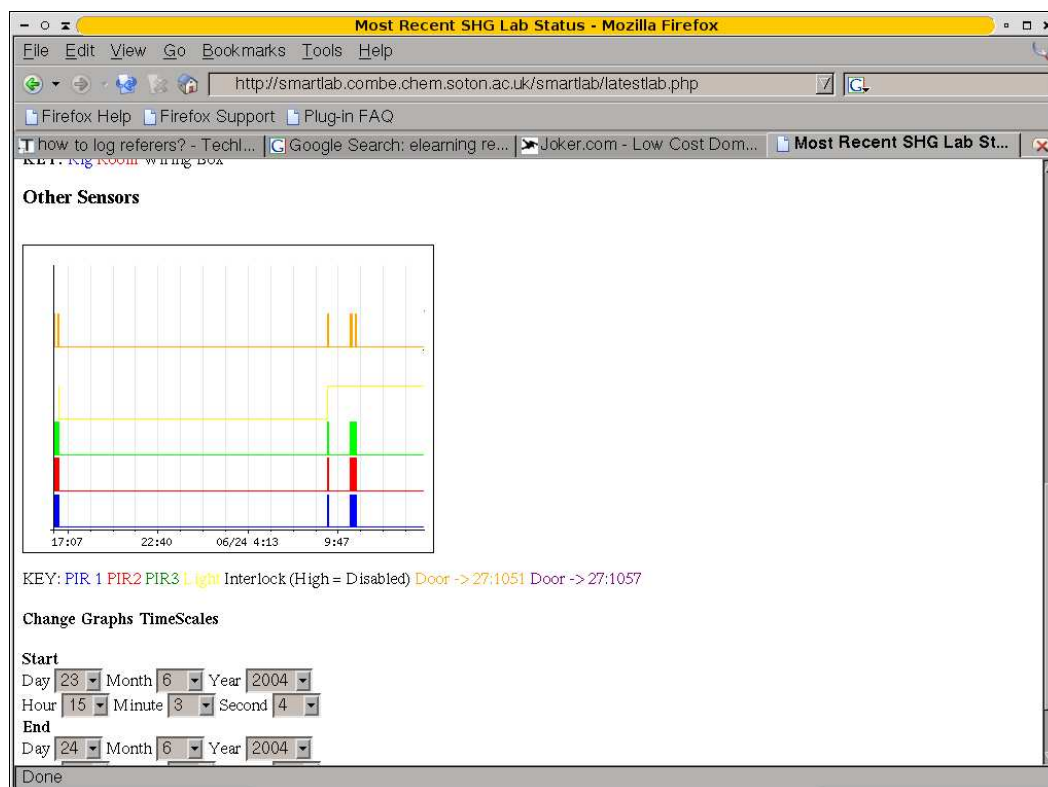 Most Recent SHG Lab Status - Mozilla Firefox
File Edit View Go Bookmarks Tools Help
http://smartlab.combe.chem.soton.ac.uk/smartlab/latestlab.php G
Firefox Help Firefox Support Plug-in FAQ
how to log referers? - TechI... Google Search: elearning re... Joker.com - Low Cost Dom... Most Recent SHG Lab St...
KEY: Rig Room Wiring Box
Other Sensors
17:07 22:40 06/24 4:13 9:47
KEY: PIR 1 PIR2 PIR3 Light Interlock (High = Disabled) Door -> 27:1051 Door -> 27:1057
Change Graphs TimeScales
Start
Day 23 Month 6 Year 2004
Hour 15 Minute 3 Second 4
End
Day 24 Month 6 Year 2004
Done